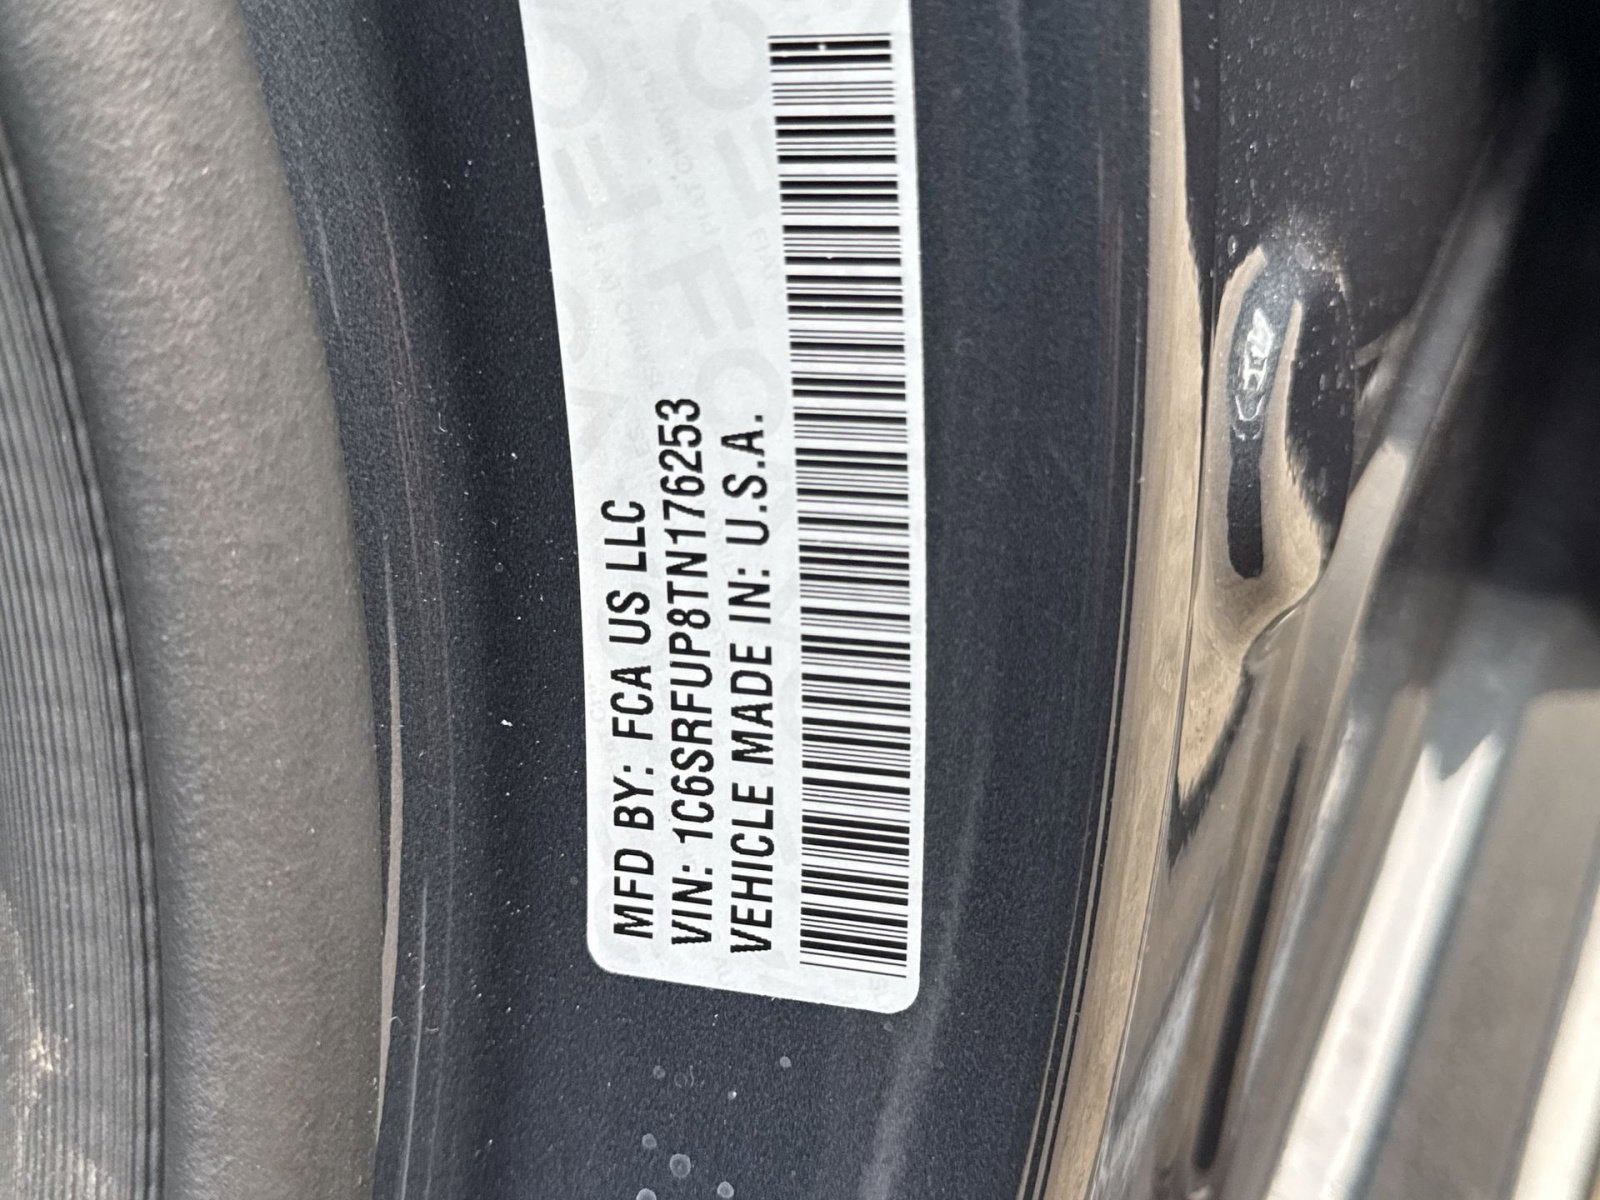 MFD BY: FCA US LLC
VIN: 1C6SRFUP8TN176253
VEHICLE MADE IN: U.S.A.